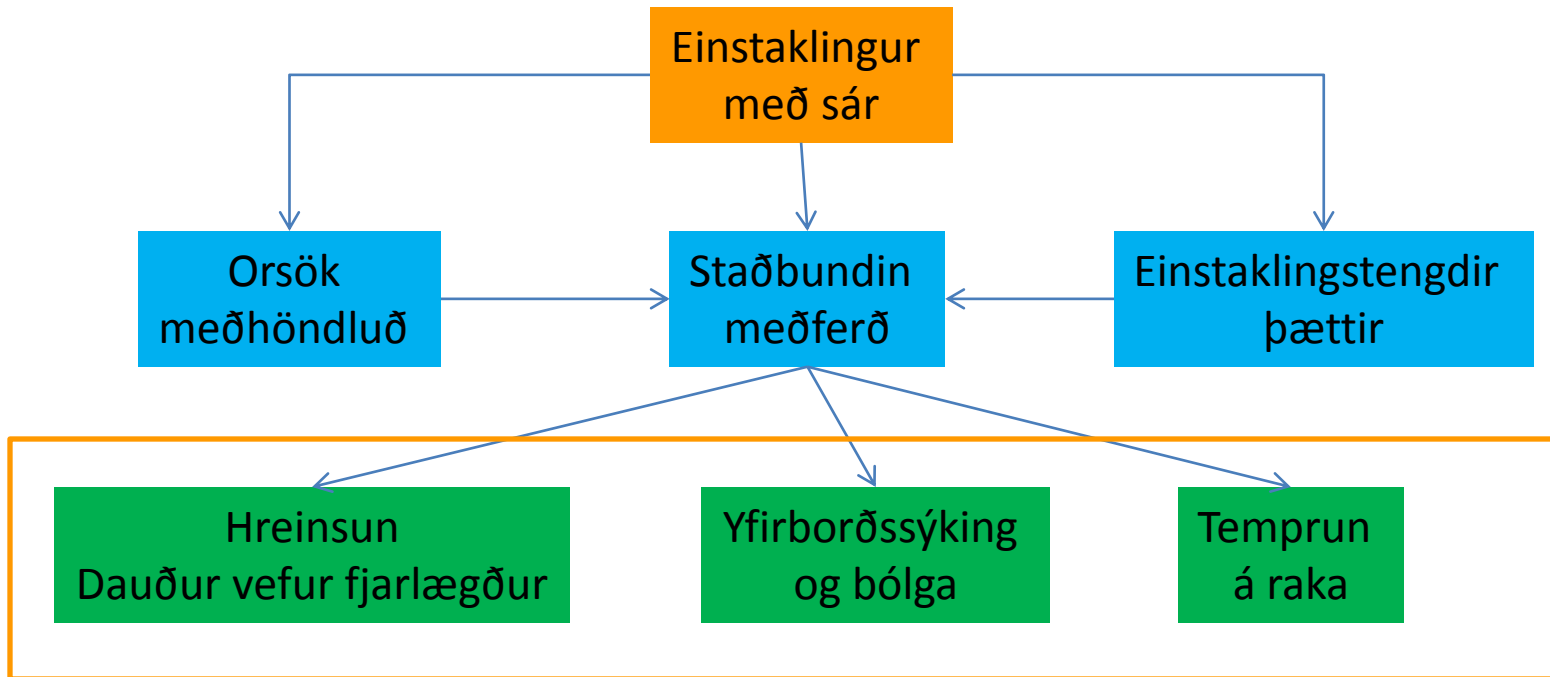 Einstaklingur
með sár
Orsök
meðhöndluð
Staðbundin
meðferð
Einstaklingstengdir
þættir
Hreinsun
Dauður vefur fjarlægður
Yfirborðssýking
og bólga
Temprun
á raka